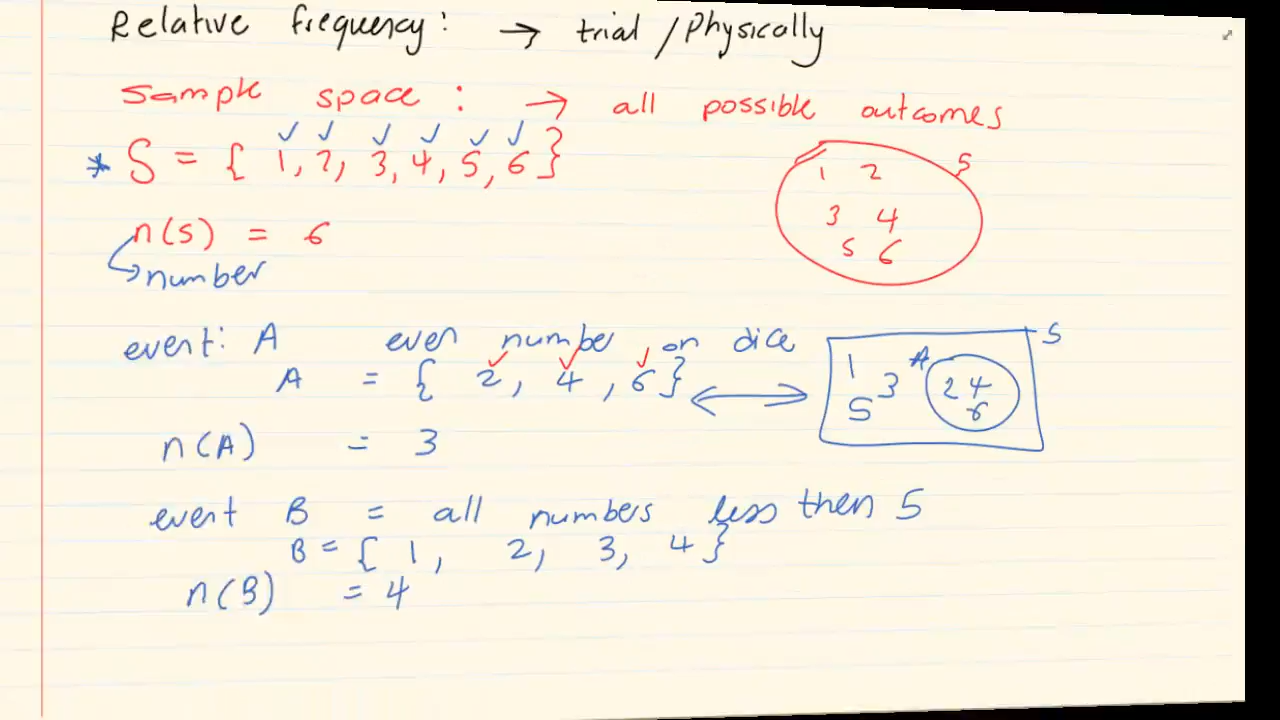 Relative frequency: → trial/Physically
Sample space: → all possible outcomes
* S = { 1, 2, 3, 4, 5, 6 }
S
1 2
3 4
5 6
n(S) = 6
number
event: A even number on dice
A = { 2, 4, 6 }
S
1 3 5
A
2 4 6
n(A) = 3
event B = all numbers less then 5
B = { 1, 2, 3, 4 }
n(B) = 4